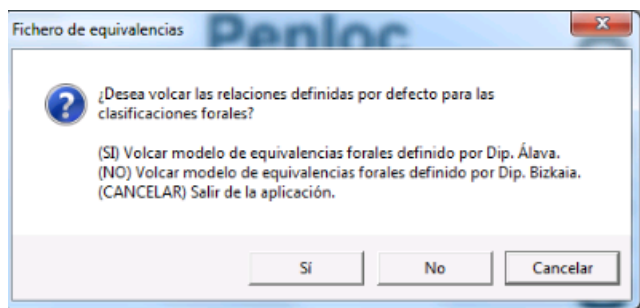 Fichero de equivalencias
Penloc
¿Desea volcar las relaciones definidas por defecto para las
clasificaciones forales?
(SI) Volcar modelo de equivalencias forales definido por Dip. Álava.
(NO) Volcar modelo de equivalencias forales definido por Dip. Bizkaia.
(CANCELAR) Salir de la aplicación.
Sí
No
Cancelar